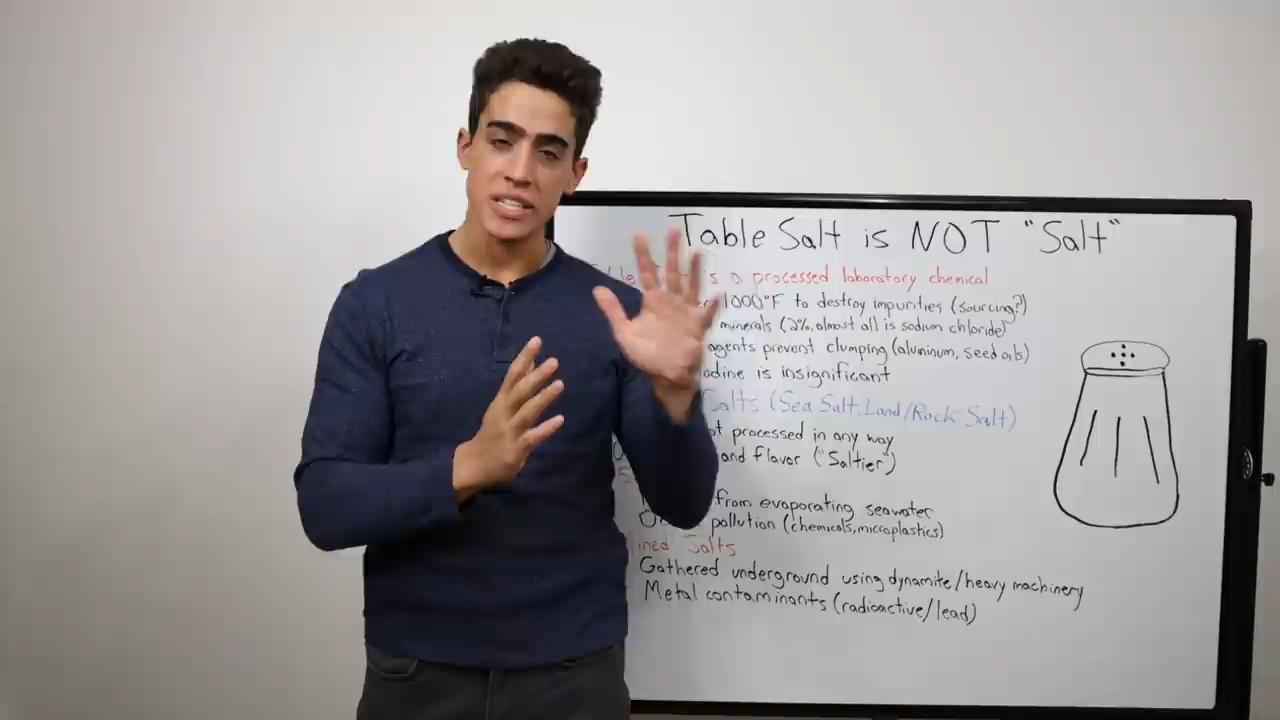 Table Salt is NOT "Salt"
is a processed laboratory chemical
1000°F to destroy impurities (sourcing?)
minerals (2%, almost all is sodium chloride)
agents prevent clumping (aluminum, seed oils)
iodine is insignificant
Salts (Sea Salt, Land/Rock Salt)
processed in any way
and flavor ("Saltier")
from evaporating seawater
pollution (chemicals, microplastics)
Salts
Gathered underground using dynamite/heavy machinery
Metal contaminants (radioactive/lead)